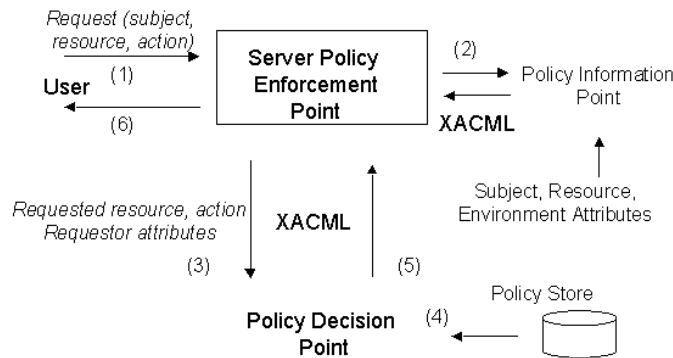 Request (subject,
resource, action)
(1)
User
(6)
Server Policy
Enforcement
Point
(2)
Policy Information
Point
XACML
Subject, Resource,
Environment Attributes
Requested resource, action
Requestor attributes
XACML
(3)
(5)
Policy Store
Policy Decision
Point
(4)